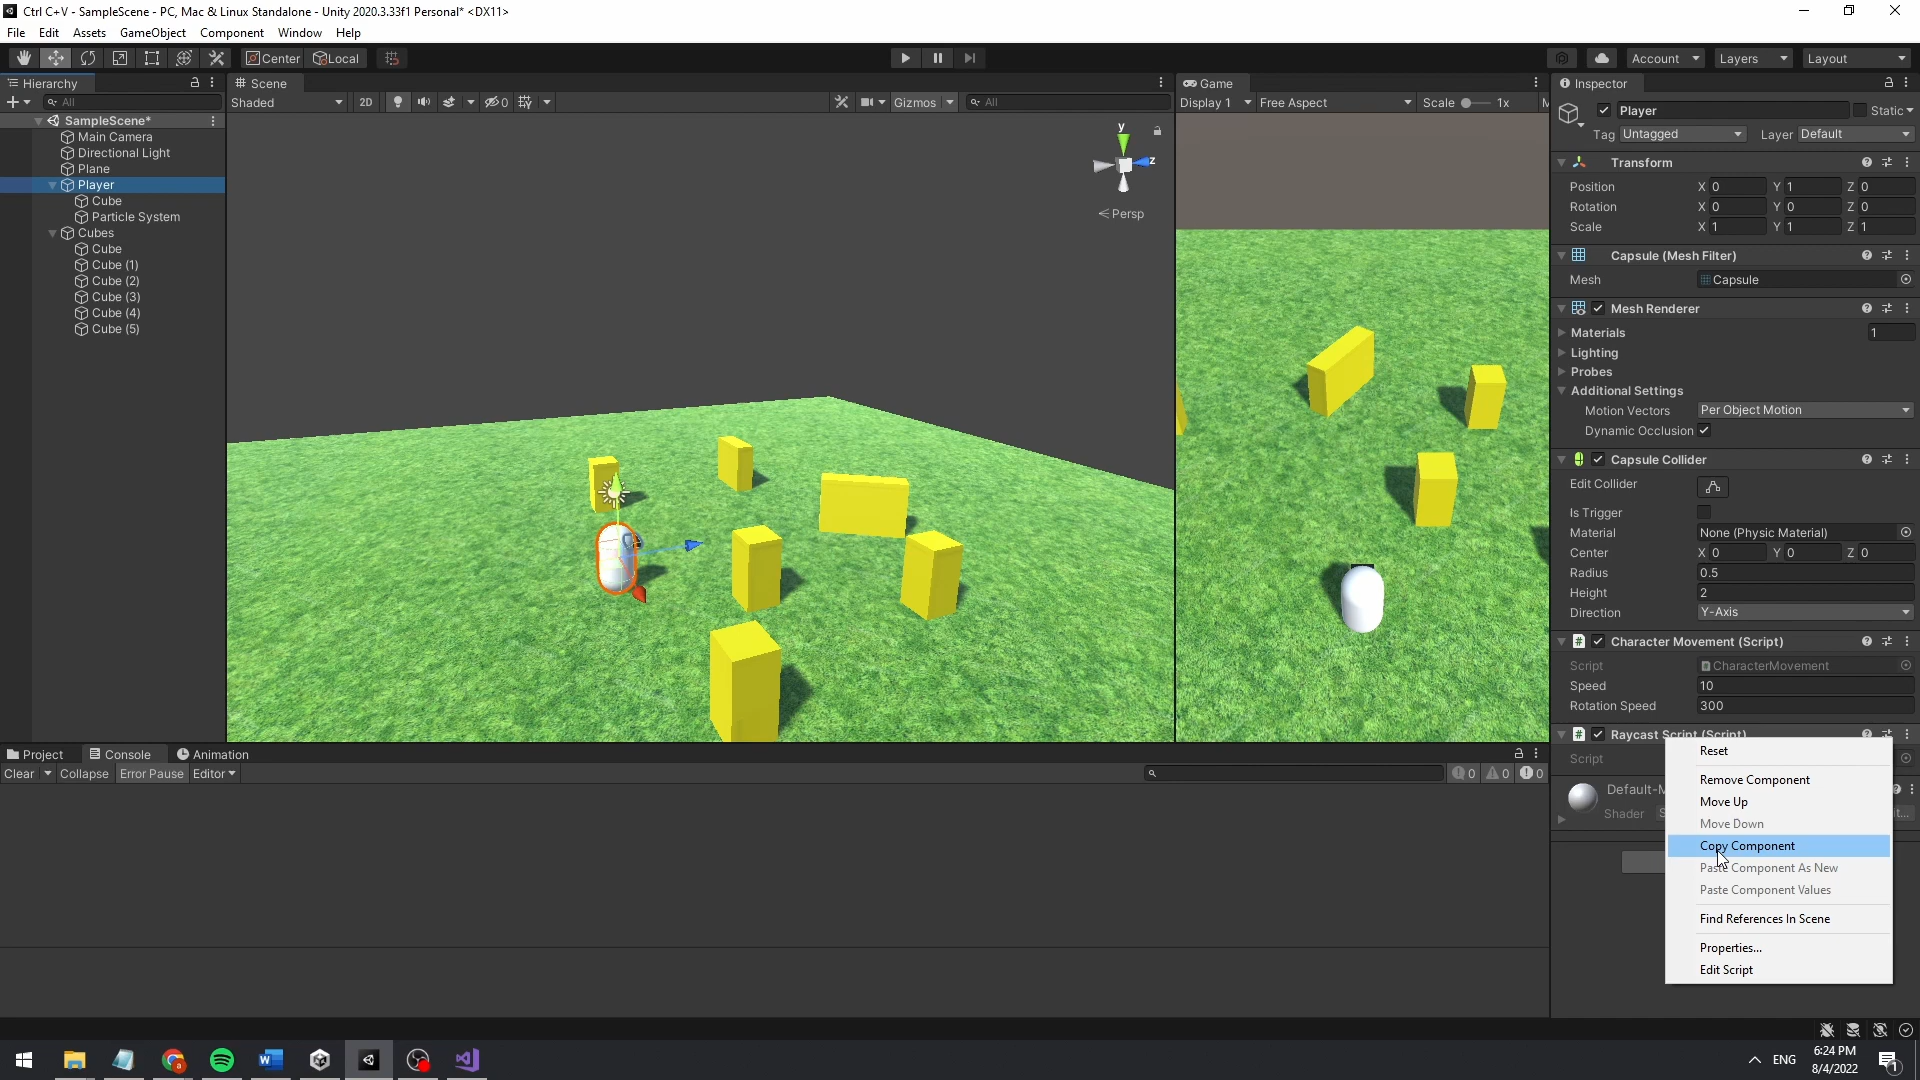 Ctrl C+V - SampleScene - PC, Mac & Linux Standalone - Unity 2020.3.33f1 Personal* <DX11>
File Edit Assets GameObject Component Window Help
Center Local Account Layers Layout
Hierarchy
All
SampleScene*
Main Camera
Directional Light
Plane
Player
Cube
Particle System
Cubes
Cube
Cube (1)
Cube (2)
Cube (3)
Cube (4)
Cube (5)
Scene
Shaded 2D 0 Gizmos All
y
z
Persp
Game
Display 1 Free Aspect Scale 1x M
Inspector
Player Static
Tag Untagged Layer Default
Transform
Position X 0 Y 1 Z 0
Rotation X 0 Y 0 Z 0
Scale X 1 Y 1 Z 1
Capsule (Mesh Filter)
Mesh Capsule
Mesh Renderer
Materials 1
Lighting
Probes
Additional Settings
Motion Vectors Per Object Motion
Dynamic Occlusion
Capsule Collider
Edit Collider
Is Trigger
Material None (Physic Material)
Center X 0 Y 0 Z 0
Radius 0.5
Height 2
Direction Y-Axis
Character Movement (Script)
Script CharacterMovement
Speed 10
Rotation Speed 300
Raycast Script (Script)
Script
Default-M
Shader S t...
Reset
Remove Component
Move Up
Move Down
Copy Component
Paste Component As New
Paste Component Values
Find References In Scene
Properties...
Edit Script
Project Console Animation
Clear Collapse Error Pause Editor 0 0 0
ENG
6:24 PM
8/4/2022
1